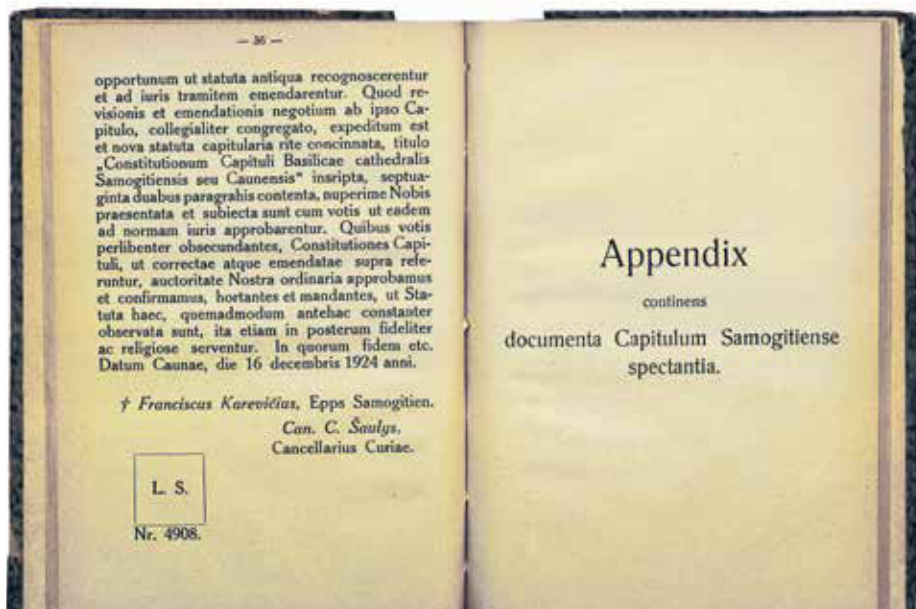 — 36 —
opportunum ut statuta antiqua recognoscerentur
et ad iuris tramitem emendarentur. Quod re-
visionis et emendationis negotium ab ipso Ca-
pitulo, collegialiter congregato, expeditum est
et nova statuta capitularia rite concinnata, titulo
„Constitutionum Capituli Basilicae cathedralis
Samogitiensis seu Caunensis" insripta, septua-
ginta duabus paragrahis contenta, nuperime Nobis
praesentata et subiecta sunt cum votis ut eadem
ad normam iuris approbarentur. Quibus votis
perlibenter obsecundantes, Constitutiones Capi-
tuli, ut correctae atque emendatae supra refe-
runtur, auctoritate Nostra ordinaria approbamus
et confirmamus, hortantes et mandantes, ut Sta-
tuta haec, quemadmodum antehac constanter
observata sunt, ita etiam in posterum fideliter
ac religiose serventur. In quorum fidem etc.
Datum Caunae, die 16 decembris 1924 anni.
† Franciscus Karevičius, Epps Samogitien.
Can. C. Šaulys,
Cancellarius Curiae.
L. S.
Nr. 4908.
Appendix
continens
documenta Capitulum Samogitiense
spectantia.